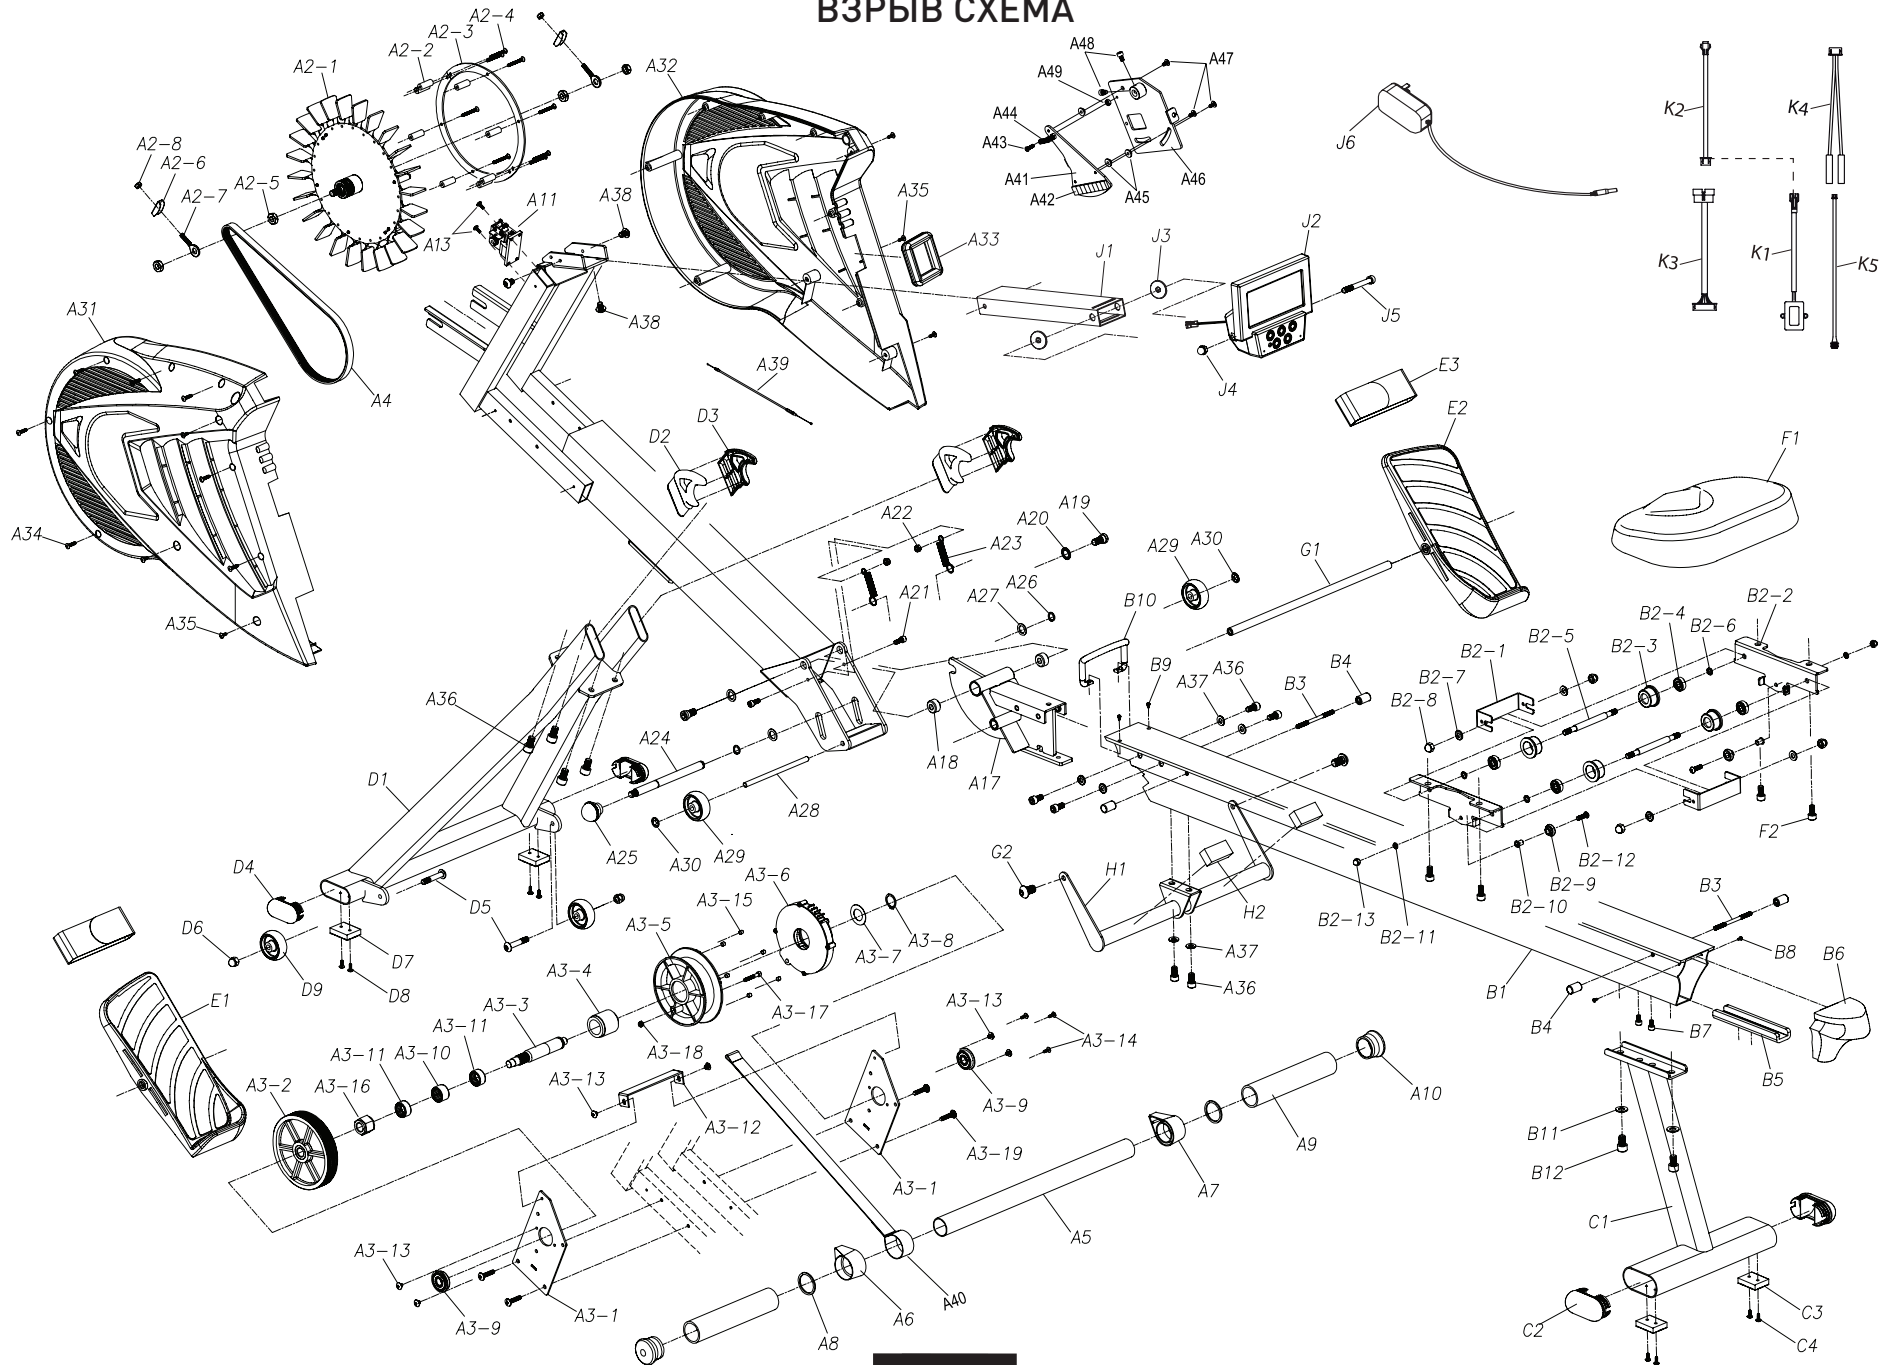 ВЗРЫВ СХЕМА
A2-4
A2-3
A2-2
A2-1
A32
A48
A47
A49
A44
A43
A41
A42
A45
A46
J6
K2
K4
K3
K1
K5
A2-8
A2-6
A2-7
A2-5
A11
A13
A38
A35
A33
J3
J2
J1
J5
J4
A38
A31
A4
A39
E3
E2
D3
D2
F1
A34
A35
A22
A23
A20
A19
A29
A30
G1
A26
A27
A21
B10
B9
A37
A36
B3
B4
B2-2
B2-4
B2-5
B2-6
B2-3
B2-1
B2-7
B2-8
A36
A24
D1
A18
A17
A28
A25
A30
A29
F2
B2-12
B2-9
B2-10
B2-11
B2-13
G2
H1
H2
D4
D5
D6
D7
D8
D9
A3-6
A3-15
A3-5
A3-4
A3-3
A3-7
A3-8
A3-17
A3-18
A37
A36
B3
B8
B6
B1
B4
B7
B5
E1
A3-11
A3-10
A3-11
A3-16
A3-2
A3-13
A3-12
A3-13
A3-14
A3-9
A3-19
A3-1
A10
A9
A7
A5
B11
B12
C1
A3-13
A3-9
A3-1
A8
A6
A40
C2
C3
C4